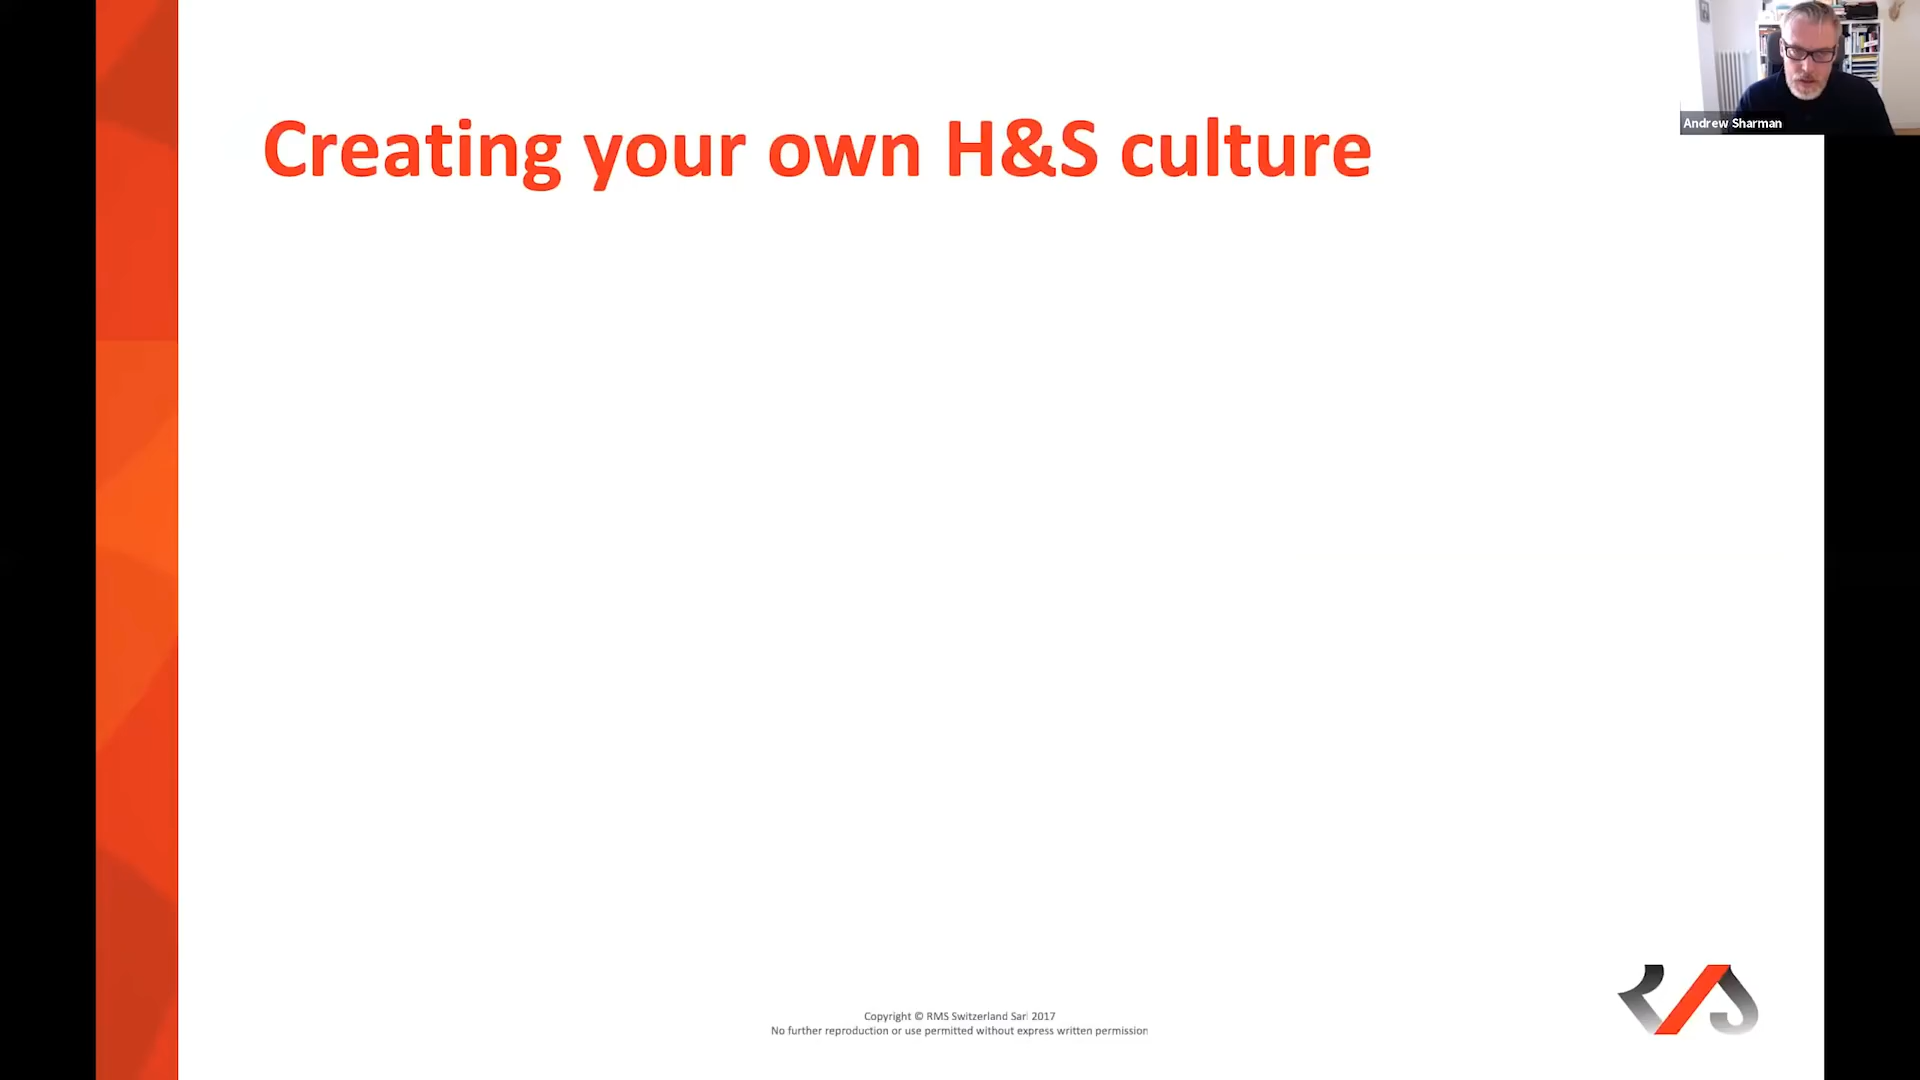 Creating your own H&S culture
Andrew Sharman
Copyright © RMS Switzerland Sarl 2017
No further reproduction or use permitted without express written permission